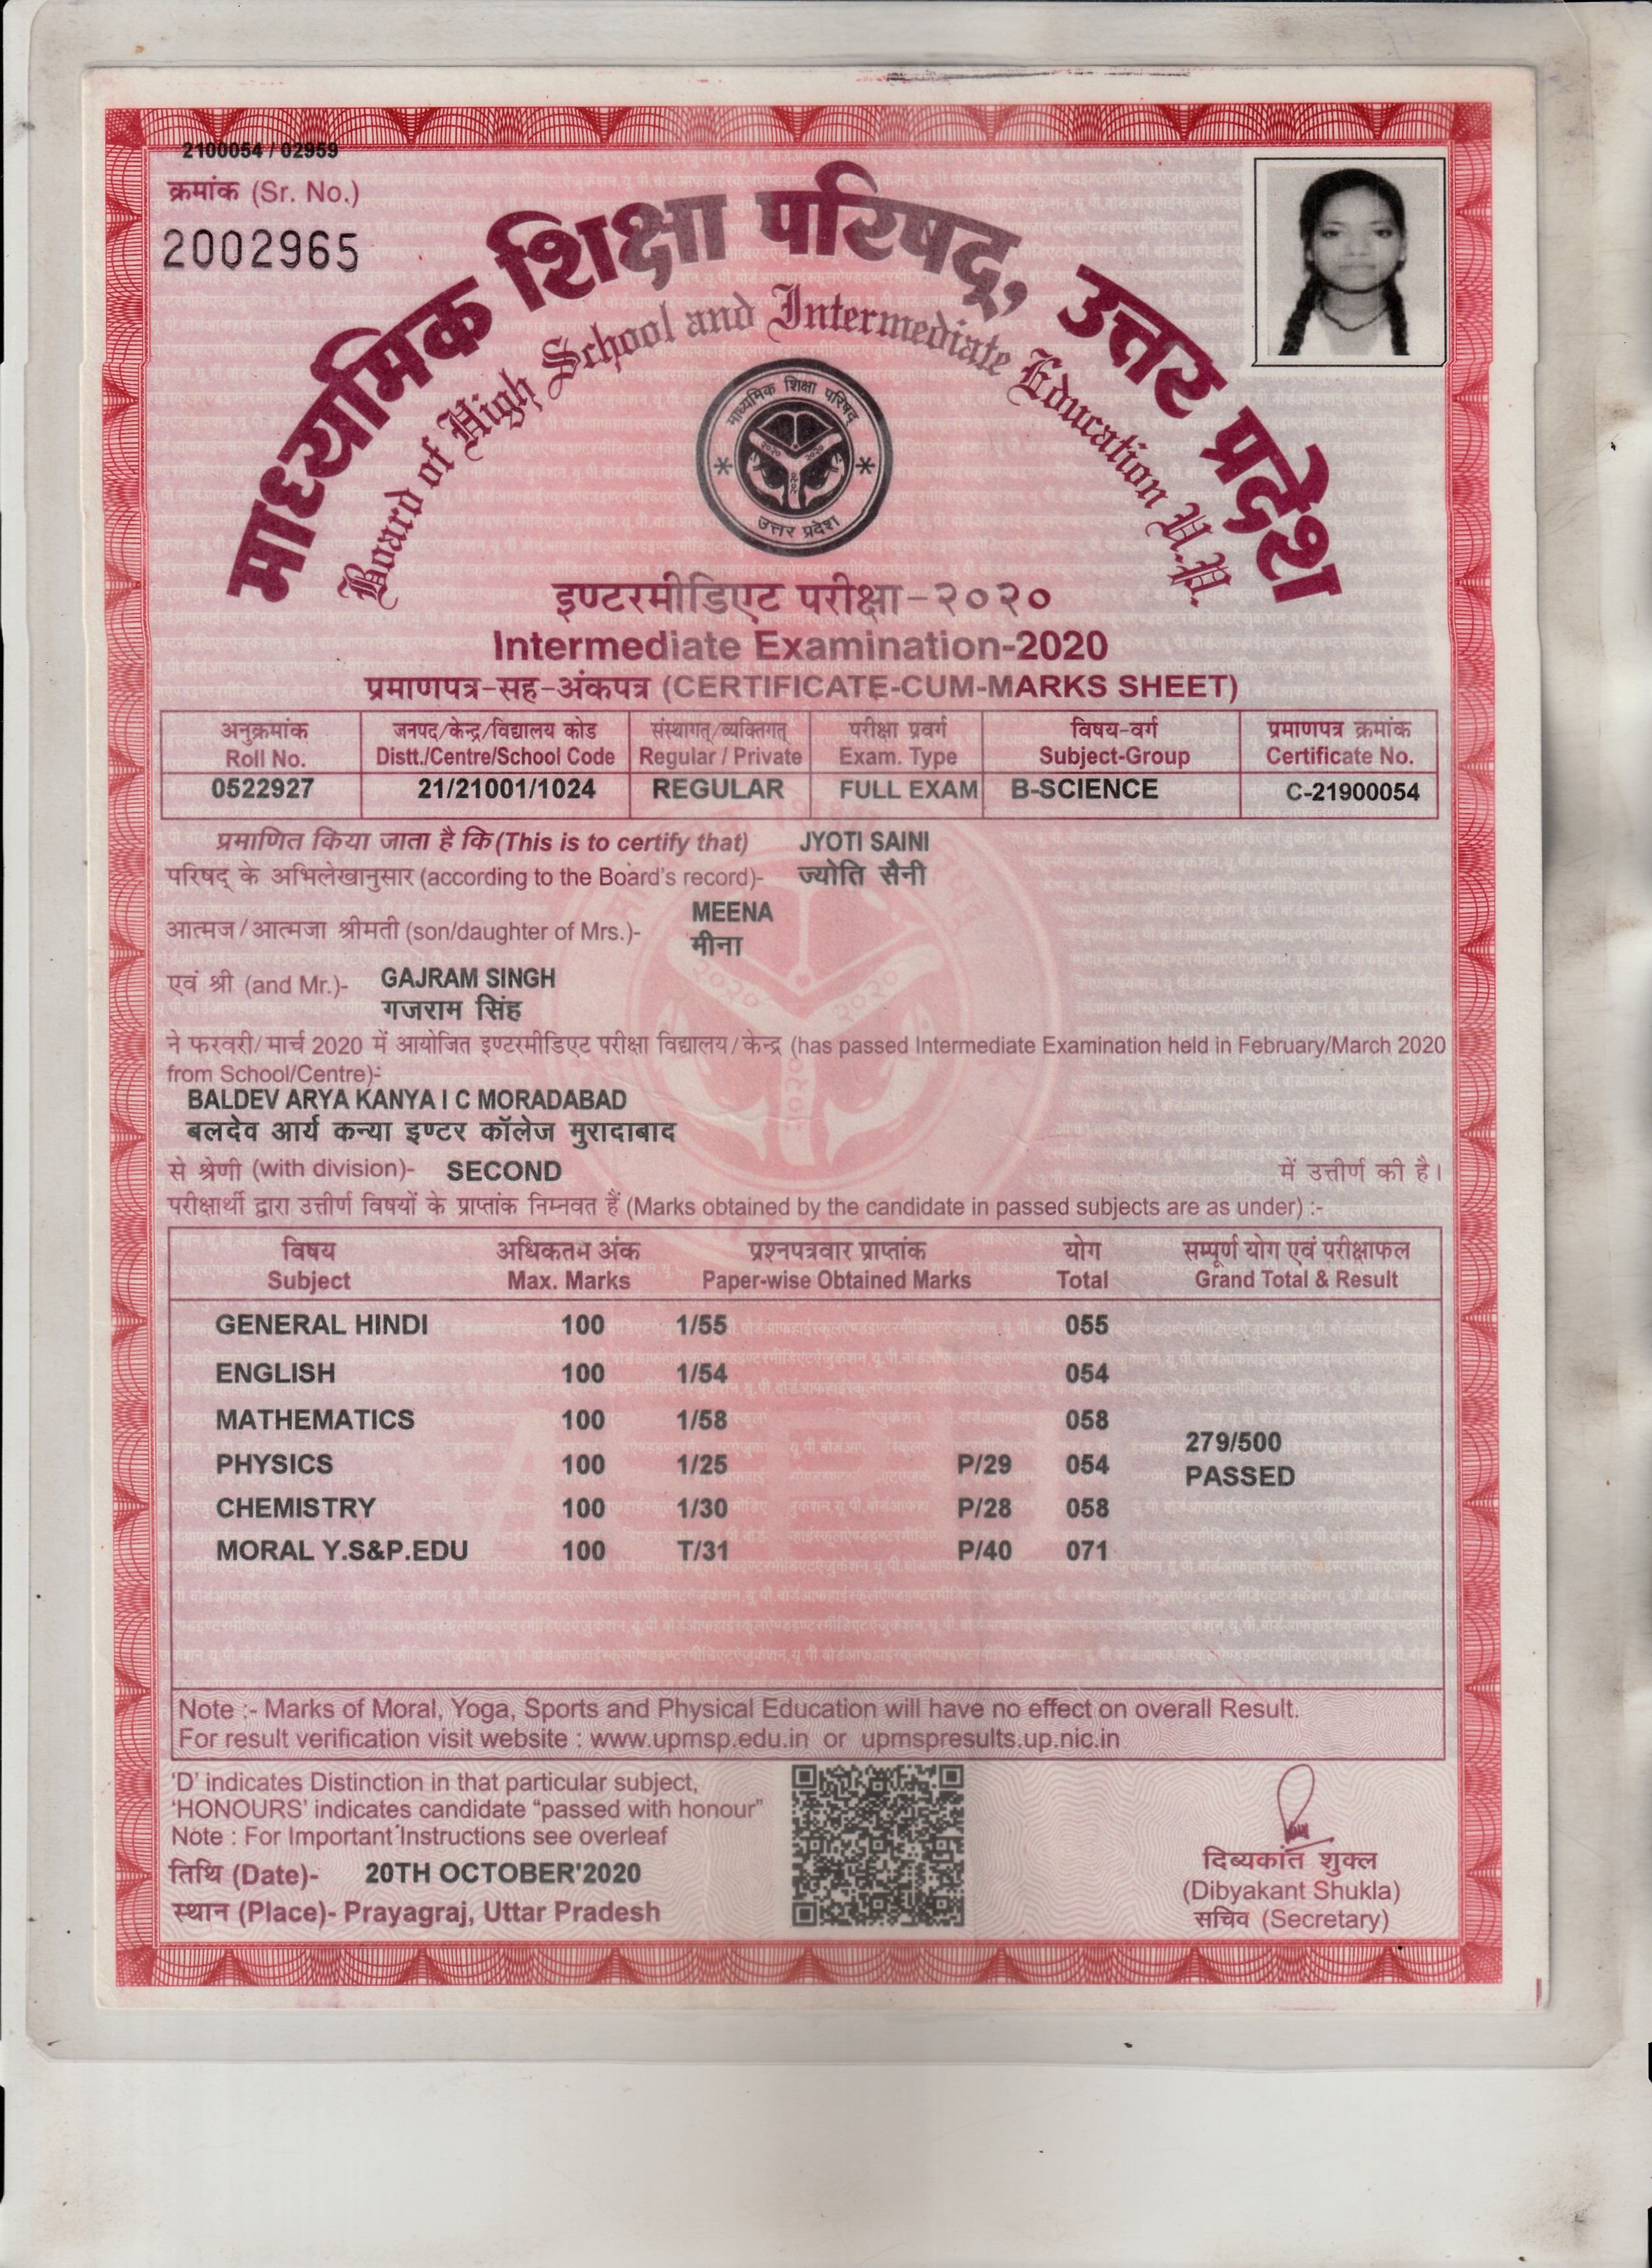 2100054 / 02959
क्रमांक (Sr. No.)
2002965
माध्यमिक शिक्षा परिषद्, उत्तर प्रदेश
Board of High School and Intermediate Education U.P.
माध्यमिक शिक्षा परिषद्
उत्तर प्रदेश
इण्टरमीडिएट परीक्षा-२०२०
Intermediate Examination-2020
प्रमाणपत्र-सह-अंकपत्र (CERTIFICATE-CUM-MARKS SHEET)
अनुक्रमांक जनपद/केन्द्र/विद्यालय कोड संस्थागत्/व्यक्तिगत् परीक्षा प्रवर्ग विषय-वर्ग प्रमाणपत्र क्रमांक
Roll No. Distt./Centre/School Code Regular / Private Exam. Type Subject-Group Certificate No.
0522927 21/21001/1024 REGULAR FULL EXAM B-SCIENCE C-21900054
प्रमाणित किया जाता है कि (This is to certify that) JYOTI SAINI
परिषद् के अभिलेखानुसार (according to the Board's record)- ज्योति सैनी
MEENA
आत्मज/आत्मजा श्रीमती (son/daughter of Mrs.)- मीना
एवं श्री (and Mr.)- GAJRAM SINGH
गजराम सिंह
ने फरवरी/मार्च 2020 में आयोजित इण्टरमीडिएट परीक्षा विद्यालय/केन्द्र (has passed Intermediate Examination held in February/March 2020
from School/Centre):-
BALDEV ARYA KANYA I C MORADABAD
बलदेव आर्य कन्या इण्टर कॉलेज मुरादाबाद
से श्रेणी (with division)- SECOND में उत्तीर्ण की है।
परीक्षार्थी द्वारा उत्तीर्ण विषयों के प्राप्तांक निम्नवत हैं (Marks obtained by the candidate in passed subjects are as under) :-
विषय अधिकतम अंक प्रश्नपत्रवार प्राप्तांक योग सम्पूर्ण योग एवं परीक्षाफल
Subject Max. Marks Paper-wise Obtained Marks Total Grand Total & Result
GENERAL HINDI 100 1/55 055
ENGLISH 100 1/54 054
MATHEMATICS 100 1/58 058
279/500
PHYSICS 100 1/25 P/29 054
PASSED
CHEMISTRY 100 1/30 P/28 058
MORAL Y.S&P.EDU 100 T/31 P/40 071
Note :- Marks of Moral, Yoga, Sports and Physical Education will have no effect on overall Result.
For result verification visit website : www.upmsp.edu.in or upmspresults.up.nic.in
'D' indicates Distinction in that particular subject,
'HONOURS' indicates candidate "passed with honour"
Note : For Important Instructions see overleaf
तिथि (Date)- 20TH OCTOBER'2020
स्थान (Place)- Prayagraj, Uttar Pradesh
दिब्यकांत शुक्ल
(Dibyakant Shukla)
सचिव (Secretary)